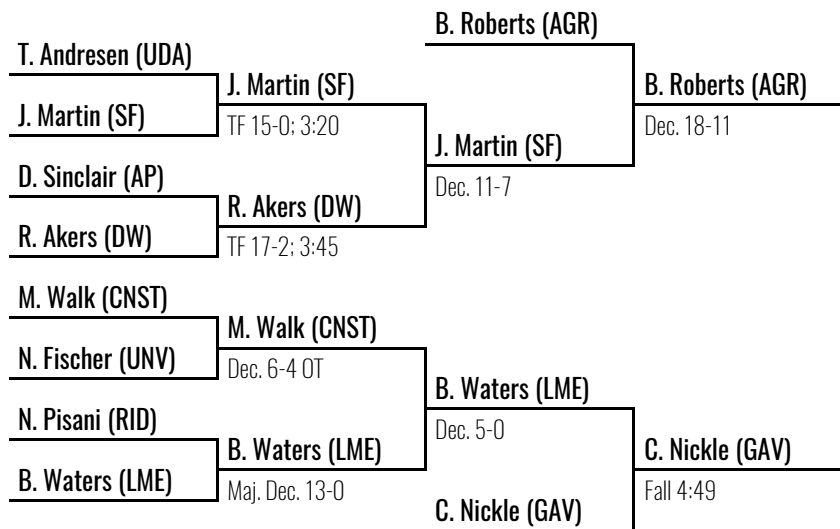 B. Roberts (AGR)
T. Andresen (UDA)
J. Martin (SF)
B. Roberts (AGR)
J. Martin (SF)
TF 15-0; 3:20
Dec. 18-11
J. Martin (SF)
D. Sinclair (AP)
Dec. 11-7
R. Akers (DW)
R. Akers (DW)
TF 17-2; 3:45
M. Walk (CNST)
M. Walk (CNST)
N. Fischer (UNV)
Dec. 6-4 OT
B. Waters (LME)
N. Pisani (RID)
Dec. 5-0
B. Waters (LME)
C. Nickle (GAV)
B. Waters (LME)
Maj. Dec. 13-0
Fall 4:49
C. Nickle (GAV)